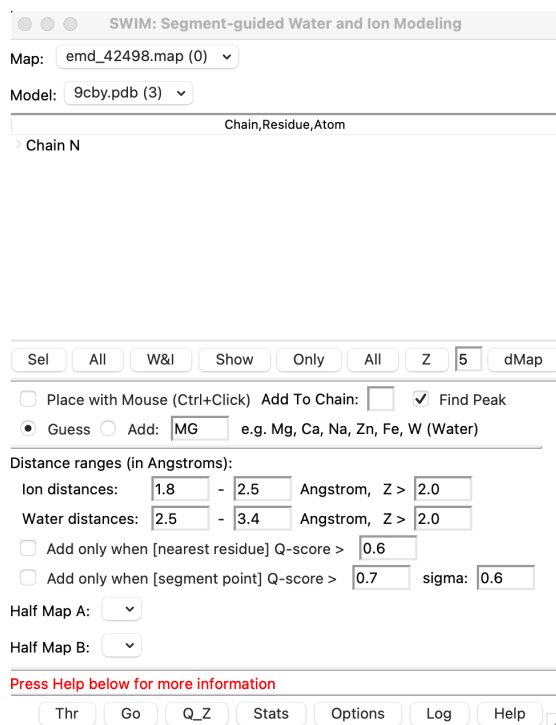 SWIM: Segment-guided Water and Ion Modeling
Map: emd_42498.map (0)
Model: 9cby.pdb (3)
Chain,Residue,Atom
Chain N
Sel All W&I Show Only All Z 5 dMap
Place with Mouse (Ctrl+Click) Add To Chain: Find Peak
Guess Add: MG e.g. Mg, Ca, Na, Zn, Fe, W (Water)
Distance ranges (in Angstroms):
Ion distances: 1.8 - 2.5 Angstrom, Z > 2.0
Water distances: 2.5 - 3.4 Angstrom, Z > 2.0
Add only when [nearest residue] Q-score > 0.6
Add only when [segment point] Q-score > 0.7 sigma: 0.6
Half Map A:
Half Map B:
Press Help below for more information
Thr Go Q_Z Stats Options Log Help